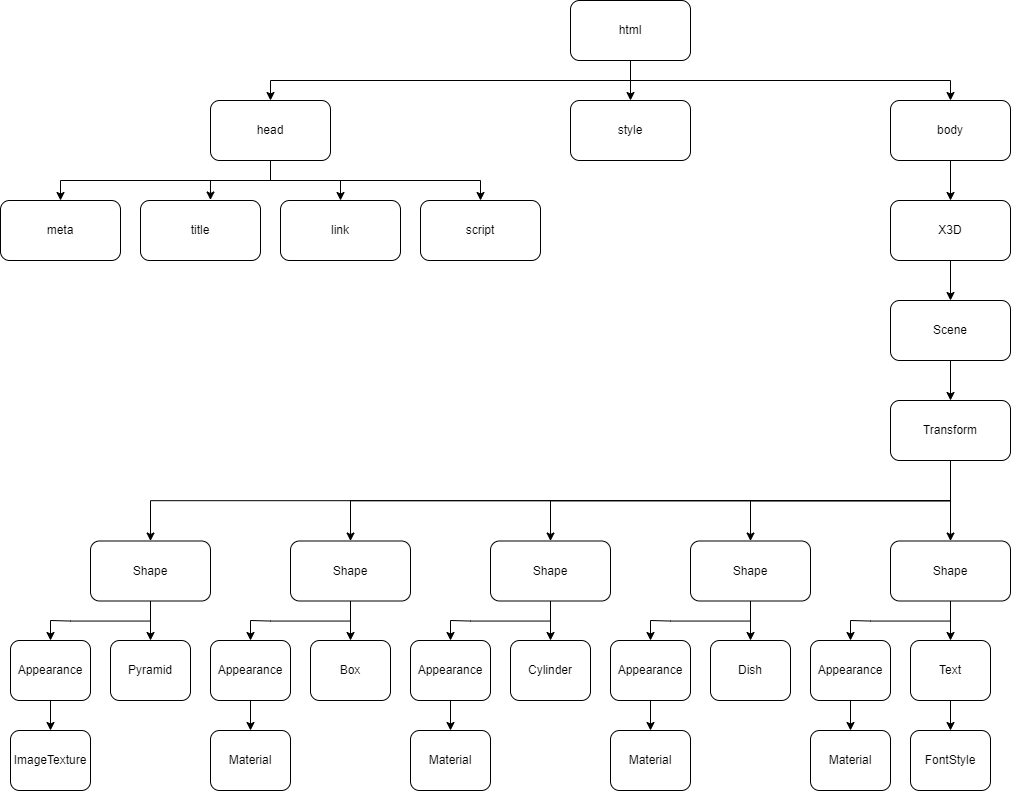 html
head
style
body
meta
title
link
script
X3D
Scene
Transform
Shape
Shape
Shape
Shape
Shape
Appearance
Pyramid
Appearance
Box
Appearance
Cylinder
Appearance
Dish
Appearance
Text
ImageTexture
Material
Material
Material
Material
FontStyle